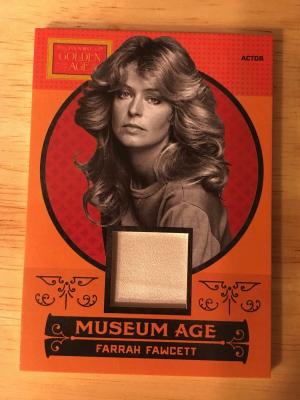 GOLDEN
AGE
ACTOR
MUSEUM AGE
FARRAH FAWCETT